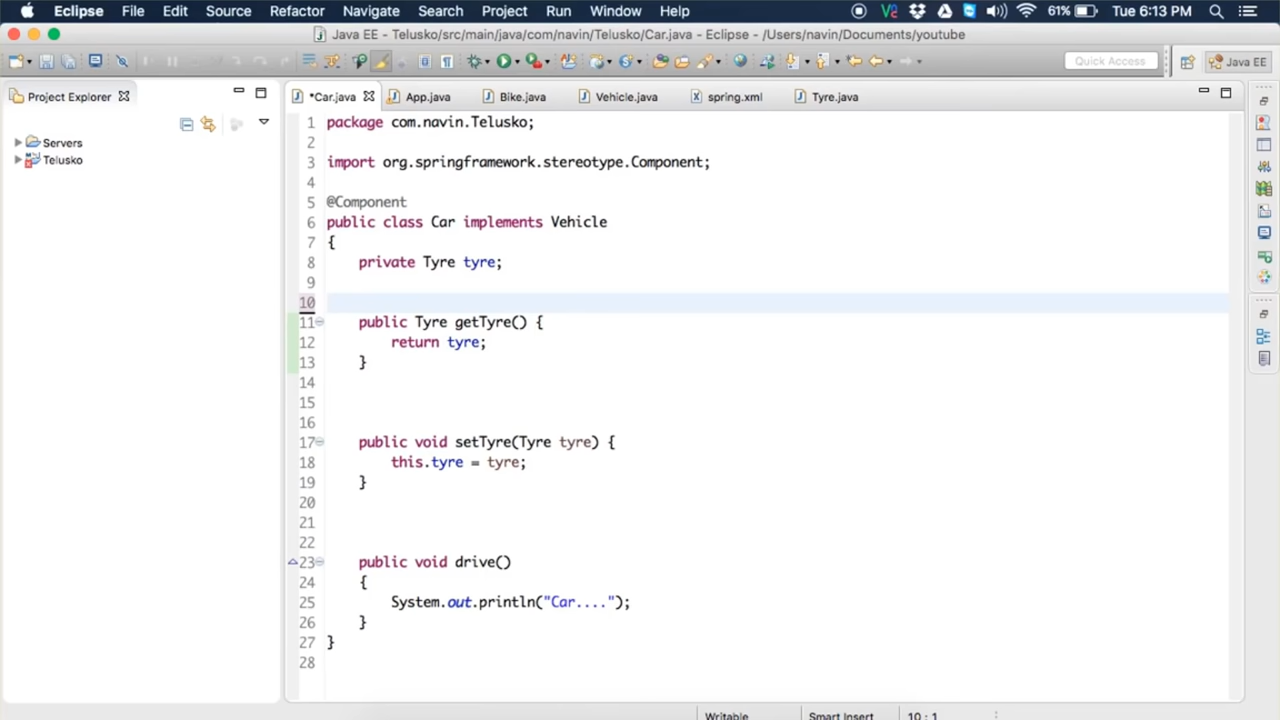 Eclipse File Edit Source Refactor Navigate Search Project Run Window Help 61% Tue 6:13 PM
Java EE - Telusko/src/main/java/com/navin/Telusko/Car.java - Eclipse - /Users/navin/Documents/youtube
Quick Access Java EE
Project Explorer
*Car.java App.java Bike.java Vehicle.java spring.xml Tyre.java
Servers
Telusko
1 package com.navin.Telusko;
2
3 import org.springframework.stereotype.Component;
4
5 @Component
6 public class Car implements Vehicle
7 {
8 private Tyre tyre;
9
10
11 public Tyre getTyre() {
12 return tyre;
13 }
14
15
16
17 public void setTyre(Tyre tyre) {
18 this.tyre = tyre;
19 }
20
21
22
23 public void drive()
24 {
25 System.out.println("Car....");
26 }
27 }
28
Writable Smart Insert 10 : 1